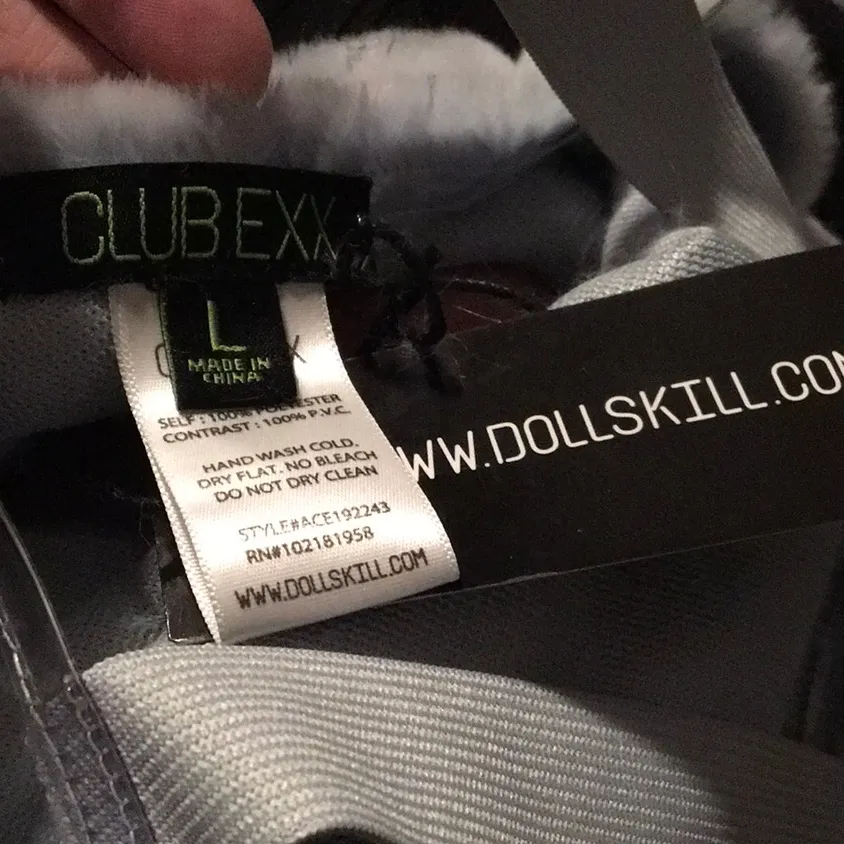 CLUB EXX
L
MADE IN
CHINA
SELF : 100% POLYESTER
CONTRAST : 100% P.V.C.
HAND WASH COLD.
DRY FLAT. NO BLEACH
DO NOT DRY CLEAN
STYLE#ACE192243
RN#102181958
WWW.DOLLSKILL.COM
WW.DOLLSKILL.COM